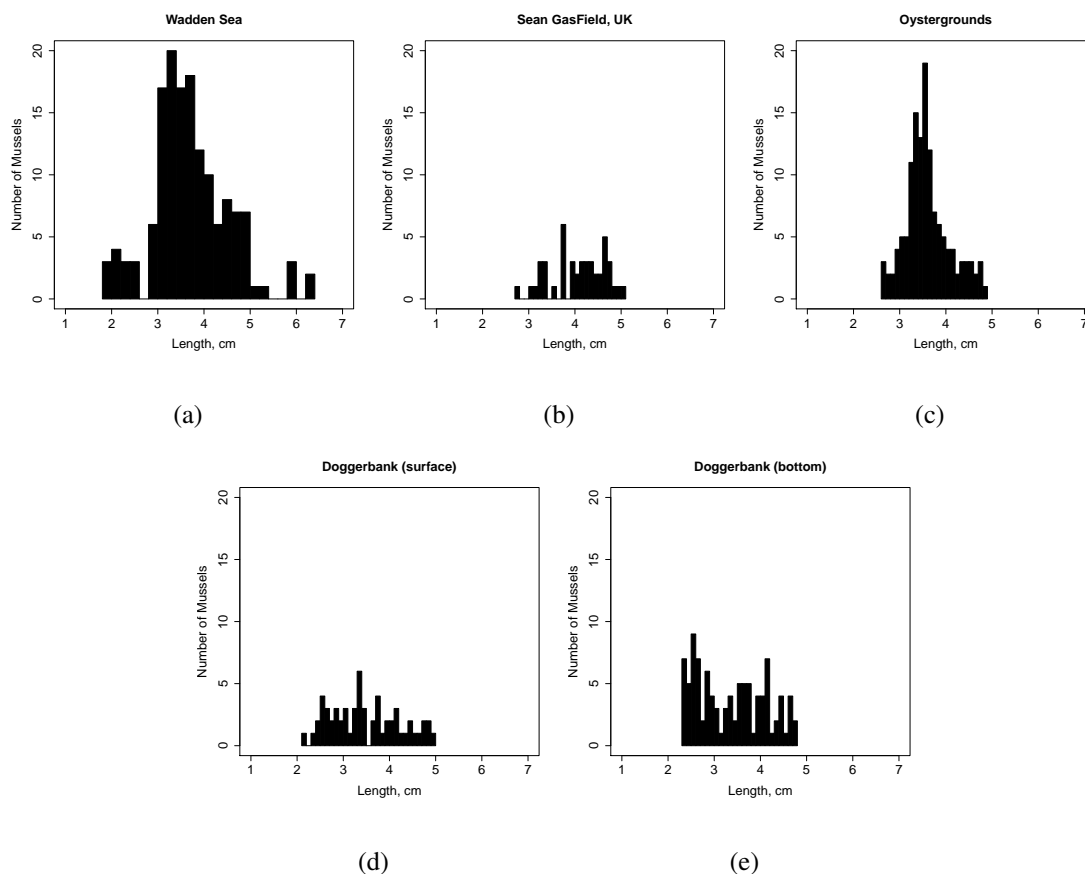 Wadden Sea
Number of Mussels
0 5 10 15 20
1 2 3 4 5 6 7
Length, cm
(a)
Sean GasField, UK
Number of Mussels
0 5 10 15 20
1 2 3 4 5 6 7
Length, cm
(b)
Oystergrounds
Number of Mussels
0 5 10 15 20
1 2 3 4 5 6 7
Length, cm
(c)
Doggerbank (surface)
Number of Mussels
0 5 10 15 20
1 2 3 4 5 6 7
Length, cm
(d)
Doggerbank (bottom)
Number of Mussels
0 5 10 15 20
1 2 3 4 5 6 7
Length, cm
(e)